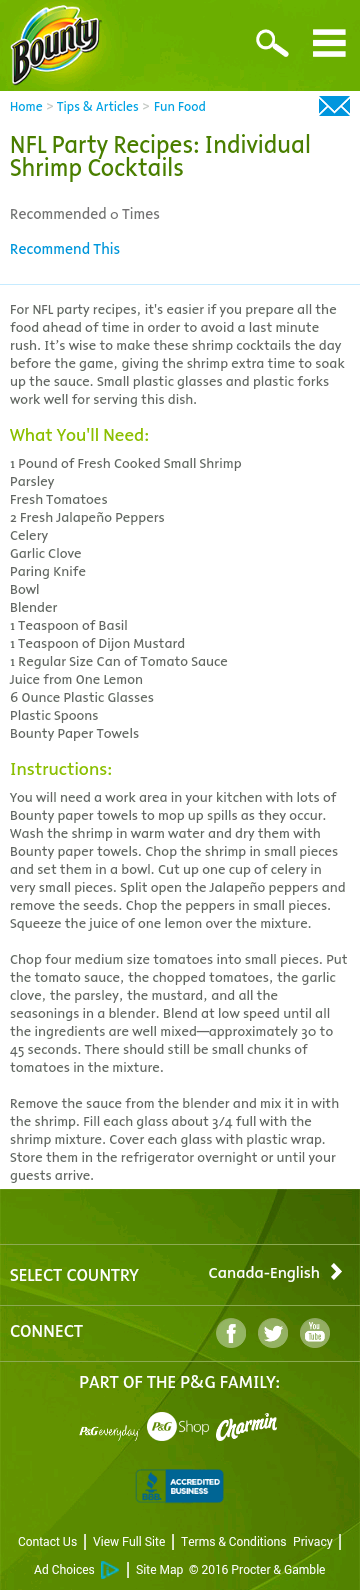 Bounty
Home > Tips & Articles > Fun Food
NFL Party Recipes: Individual
Shrimp Cocktails
Recommended 0 Times
Recommend This
For NFL party recipes, it's easier if you prepare all the
food ahead of time in order to avoid a last minute
rush. It’s wise to make these shrimp cocktails the day
before the game, giving the shrimp extra time to soak
up the sauce. Small plastic glasses and plastic forks
work well for serving this dish.
What You'll Need:
1 Pound of Fresh Cooked Small Shrimp
Parsley
Fresh Tomatoes
2 Fresh Jalapeño Peppers
Celery
Garlic Clove
Paring Knife
Bowl
Blender
1 Teaspoon of Basil
1 Teaspoon of Dijon Mustard
1 Regular Size Can of Tomato Sauce
Juice from One Lemon
6 Ounce Plastic Glasses
Plastic Spoons
Bounty Paper Towels
Instructions:
You will need a work area in your kitchen with lots of
Bounty paper towels to mop up spills as they occur.
Wash the shrimp in warm water and dry them with
Bounty paper towels. Chop the shrimp in small pieces
and set them in a bowl. Cut up one cup of celery in
very small pieces. Split open the Jalapeño peppers and
remove the seeds. Chop the peppers in small pieces.
Squeeze the juice of one lemon over the mixture.
Chop four medium size tomatoes into small pieces. Put
the tomato sauce, the chopped tomatoes, the garlic
clove, the parsley, the mustard, and all the
seasonings in a blender. Blend at low speed until all
the ingredients are well mixed—approximately 30 to
45 seconds. There should still be small chunks of
tomatoes in the mixture.
Remove the sauce from the blender and mix it in with
the shrimp. Fill each glass about 3/4 full with the
shrimp mixture. Cover each glass with plastic wrap.
Store them in the refrigerator overnight or until your
guests arrive.
SELECT COUNTRY Canada-English
CONNECT f You Tube
PART OF THE P&G FAMILY:
P&G everyday P&G Shop Charmin
BBB ACCREDITED BUSINESS
Contact Us | View Full Site | Terms & Conditions Privacy |
Ad Choices | Site Map © 2016 Procter & Gamble